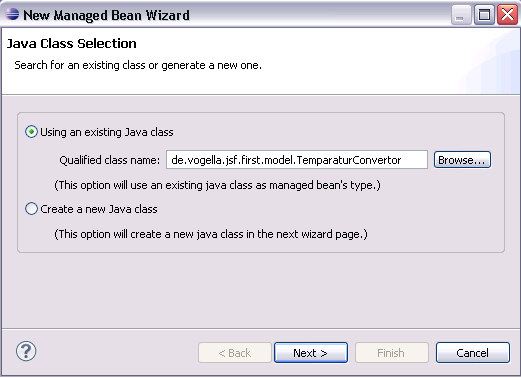 New Managed Bean Wizard
Java Class Selection
Search for an existing class or generate a new one.
Using an existing Java class
Qualified class name: de.vogella.jsf.first.model.TemparaturConvertor Browse...
(This option will use an existing java class as managed bean's type.)
Create a new Java class
(This option will create a new java class in the next wizard page.)
? < Back Next > Finish Cancel